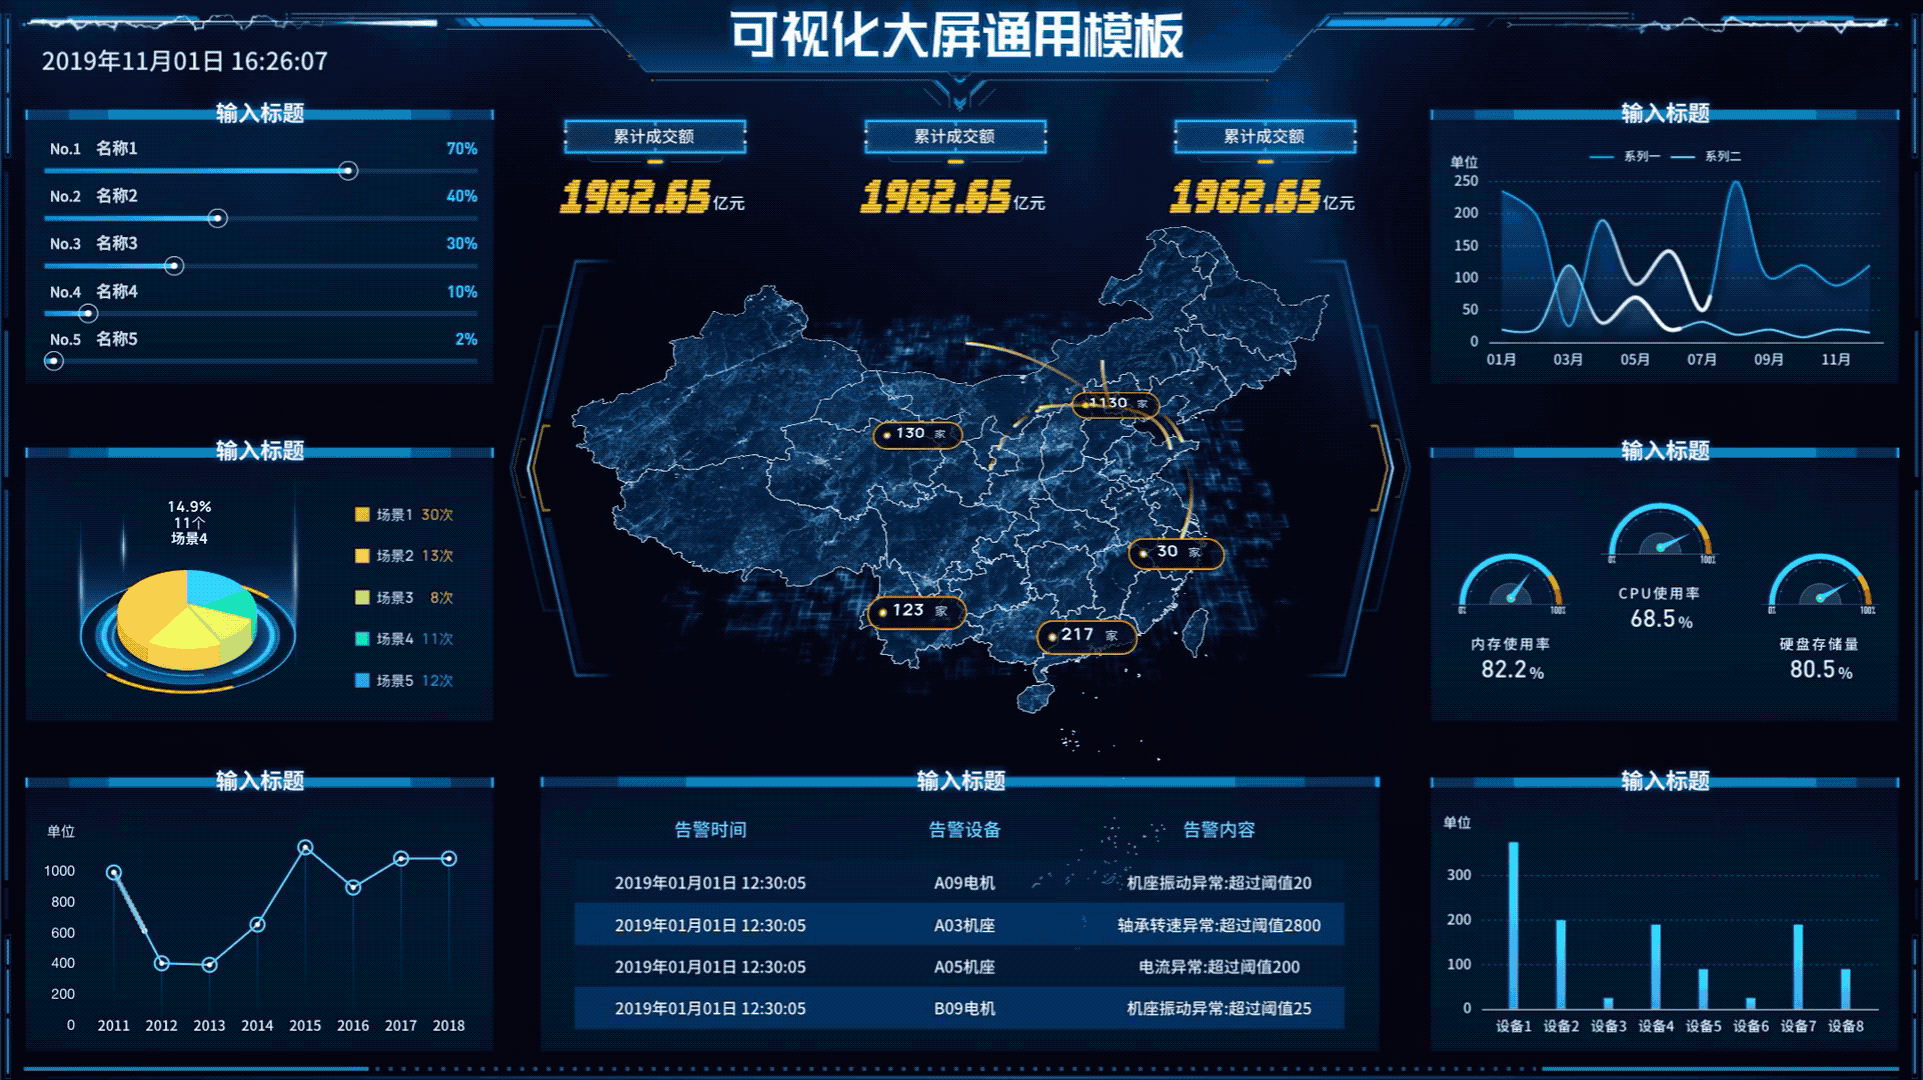 可视化大屏通用模板
2019年11月01日 16:26:07
输入标题
No.1 名称1 70%
No.2 名称2 40%
No.3 名称3 30%
No.4 名称4 10%
No.5 名称5 2%
累计成交额
1962.65亿元
累计成交额
1962.65亿元
累计成交额
1962.65亿元
1130 家
130 家
30 家
123 家
217 家
输入标题
单位
系列一 系列二
250
200
150
100
50
0
01月 03月 05月 07月 09月 11月
输入标题
14.9%
11个
场景4
场景1 30次
场景2 13次
场景3 8次
场景4 11次
场景5 12次
输入标题
0% 100%
CPU使用率
68.5%
0% 100%
内存使用率
82.2%
0% 100%
硬盘存储量
80.5%
输入标题
单位
1000
800
600
400
200
0
2011 2012 2013 2014 2015 2016 2017 2018
输入标题
告警时间 告警设备 告警内容
2019年01月01日 12:30:05 A09电机 机座振动异常:超过阈值20
2019年01月01日 12:30:05 A03机座 轴承转速异常:超过阈值2800
2019年01月01日 12:30:05 A05机座 电流异常:超过阈值200
2019年01月01日 12:30:05 B09电机 机座振动异常:超过阈值25
输入标题
单位
300
200
100
0
设备1 设备2 设备3 设备4 设备5 设备6 设备7 设备8